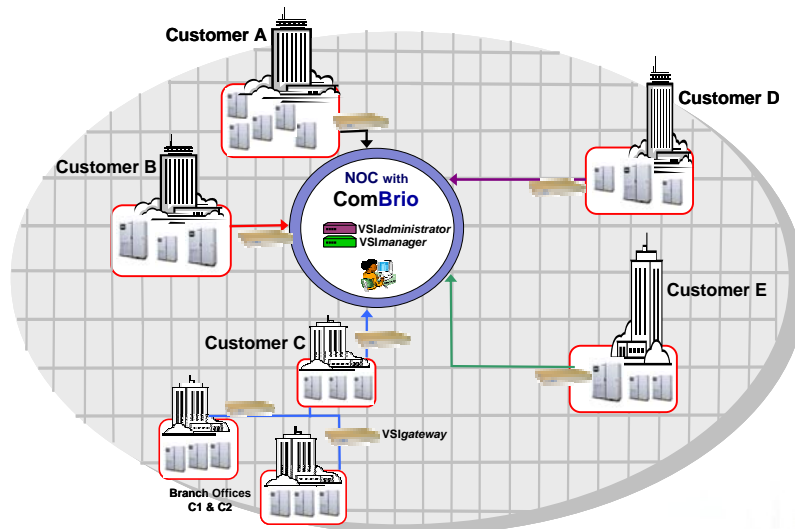 Customer A
Customer D
Customer B
NOC with
ComBrio
VSIadministrator
VSImanager
Customer E
Customer C
VSIgateway
Branch Offices
C1 & C2